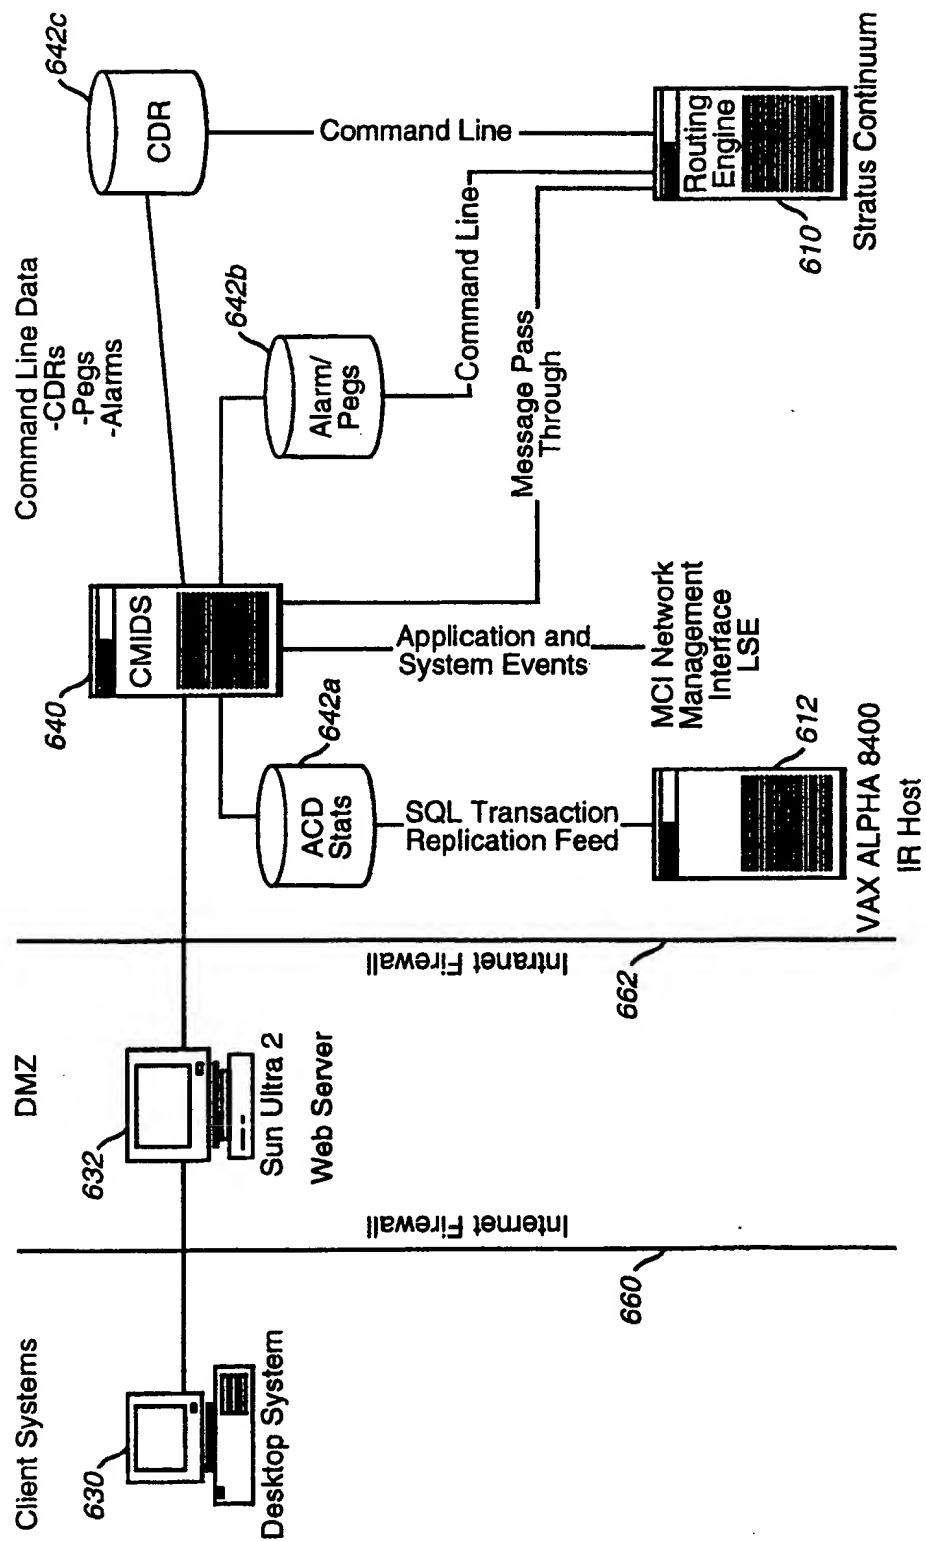 Client Systems
630
Desktop System
660
Internet Firewall
DMZ
632
Sun Ultra 2
Web Server
662
Intranet Firewall
640
CMIDS
642a
ACD
Stats
SQL Transaction
Replication Feed
612
VAX ALPHA 8400
IR Host
Application and
System Events
MCI Network
Management
Interface
LSE
Command Line Data
-CDRs
-Pegs
-Alarms
642b
Alarm/
Pegs
Command Line
Message Pass
Through
642c
CDR
Command Line
Routing
Engine
610
Stratus Continuum